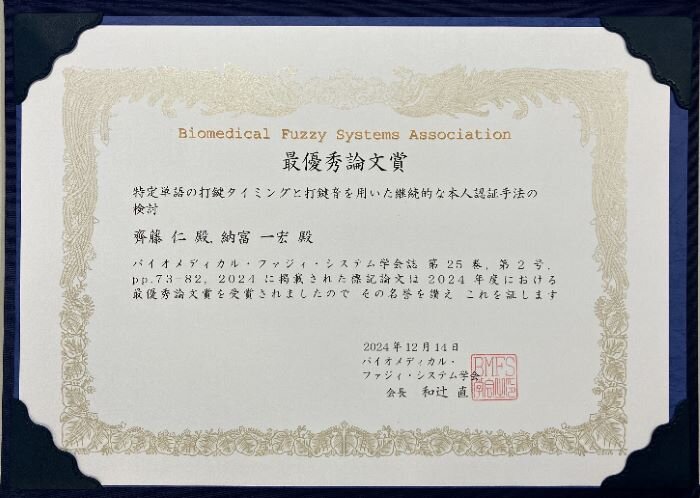 Biomedical Fuzzy Systems Association
最優秀論文賞
特定単語の打鍵タイミングと打鍵音を用いた継続的な本人認証手法の
検討
齊藤 仁 殿、納富 一宏 殿
バイオメディカル・ファジィ・システム学会誌 第25巻, 第2号,
pp.73-82, 2024 に掲載された標記論文は 2024 年度における
最優秀論文賞を受賞されましたので その名誉を讃え これを証します
2024年12月14日
バイオメディカル・
ファジィ・システム学会
会長 和辻 直
BMFS